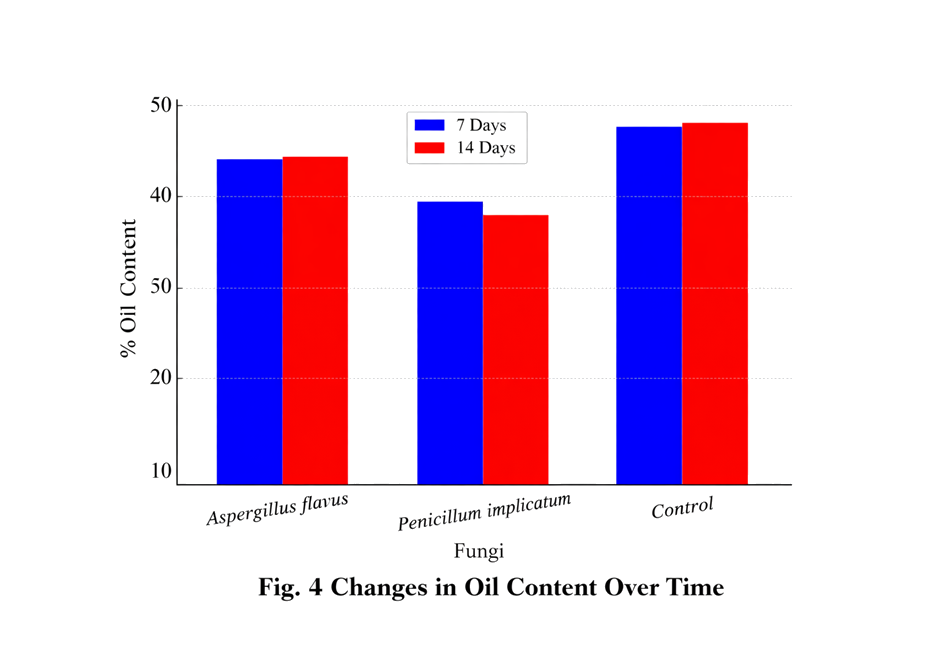 50
7 Days
14 Days
40
50
20
10
% Oil Content
Aspergillus flavus
Penicillum implicatum
Control
Fungi
Fig. 4 Changes in Oil Content Over Time